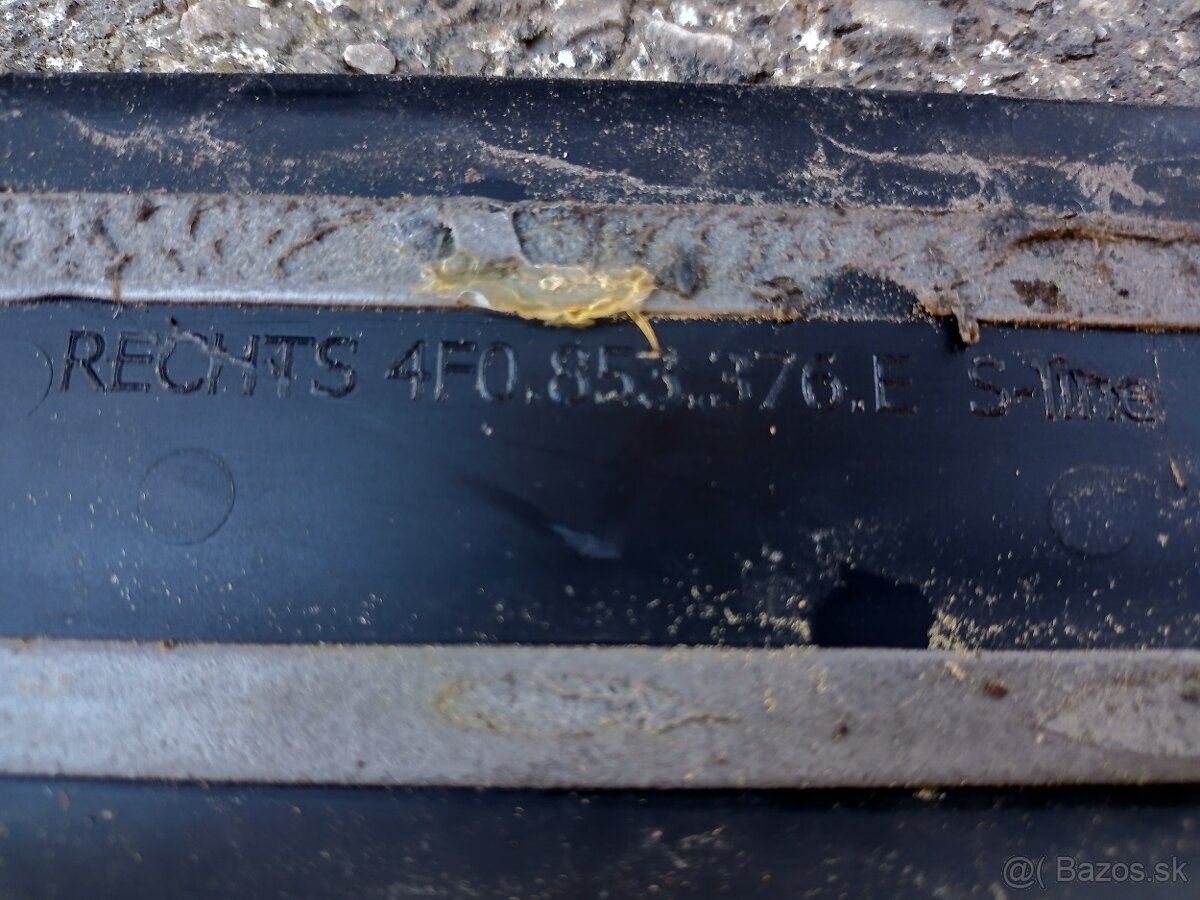 RECHTS 4F0.853.376.E S-line
@( Bazos.sk